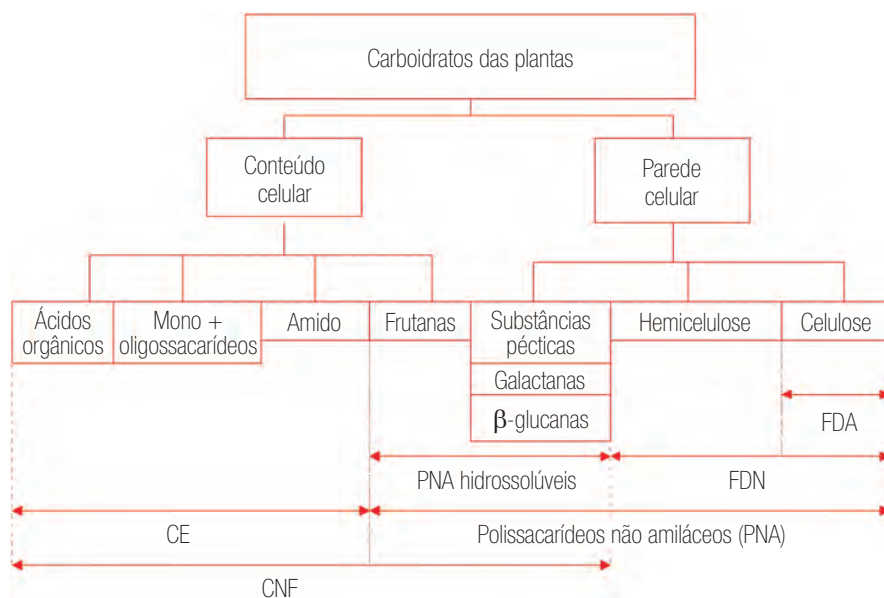 Carboidratos das plantas
Conteúdo
celular
Parede
celular
Ácidos
orgânicos
Mono +
oligossacarídeos
Amido
Frutanas
Substâncias
pécticas
Galactanas
β-glucanas
Hemicelulose
Celulose
FDA
PNA hidrossolúveis
FDN
CE
Polissacarídeos não amiláceos (PNA)
CNF